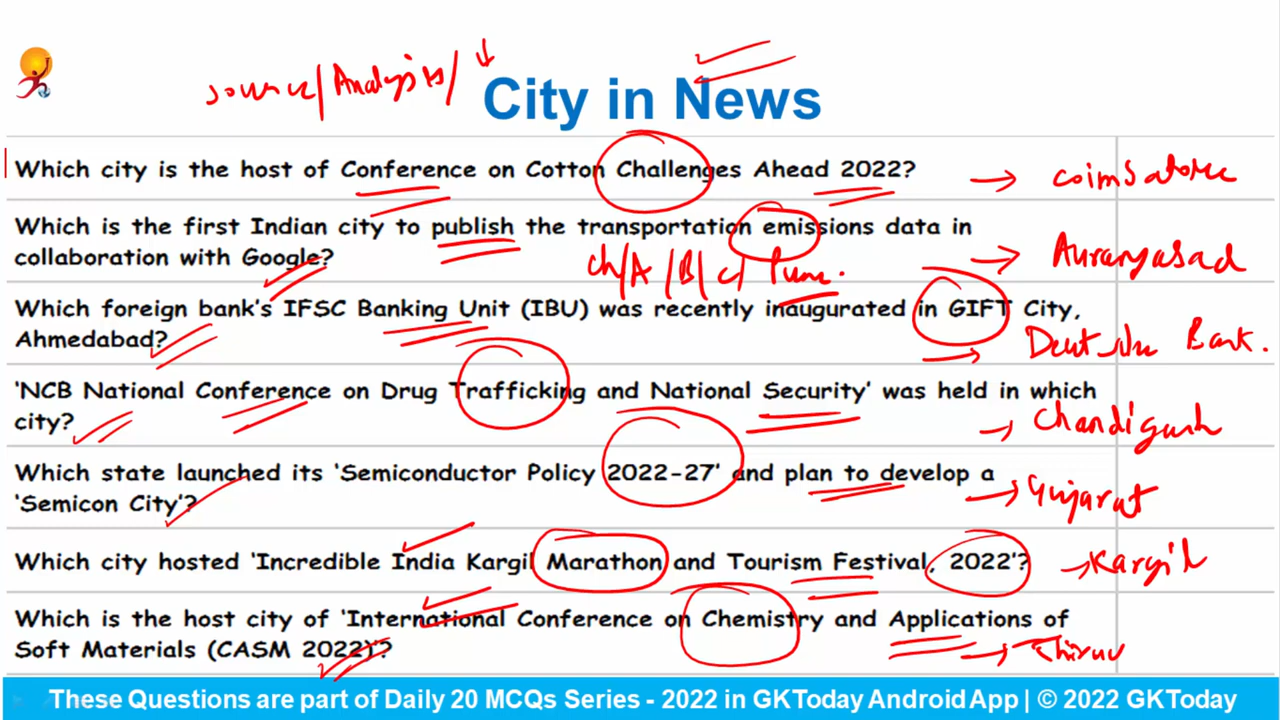 source/Analysis/
City in News
Which city is the host of Conference on Cotton Challenges Ahead 2022?
→ Coimbatore
Which is the first Indian city to publish the transportation emissions data in
collaboration with Google?
→ Aurangabad
Ch/A/B/C/ Pune.
Which foreign bank's IFSC Banking Unit (IBU) was recently inaugurated in GIFT City,
Ahmedabad?
→ Deutsche Bank.
'NCB National Conference on Drug Trafficking and National Security' was held in which
city?
→ Chandigarh
Which state launched its 'Semiconductor Policy 2022-27' and plan to develop a
'Semicon City'?
→ Gujarat
Which city hosted 'Incredible India Kargil Marathon and Tourism Festival, 2022'?
→ Kargil
Which is the host city of 'International Conference on Chemistry and Applications of
Soft Materials (CASM 2022)'?
→ Thiruv
These Questions are part of Daily 20 MCQs Series - 2022 in GKToday Android App | © 2022 GKToday